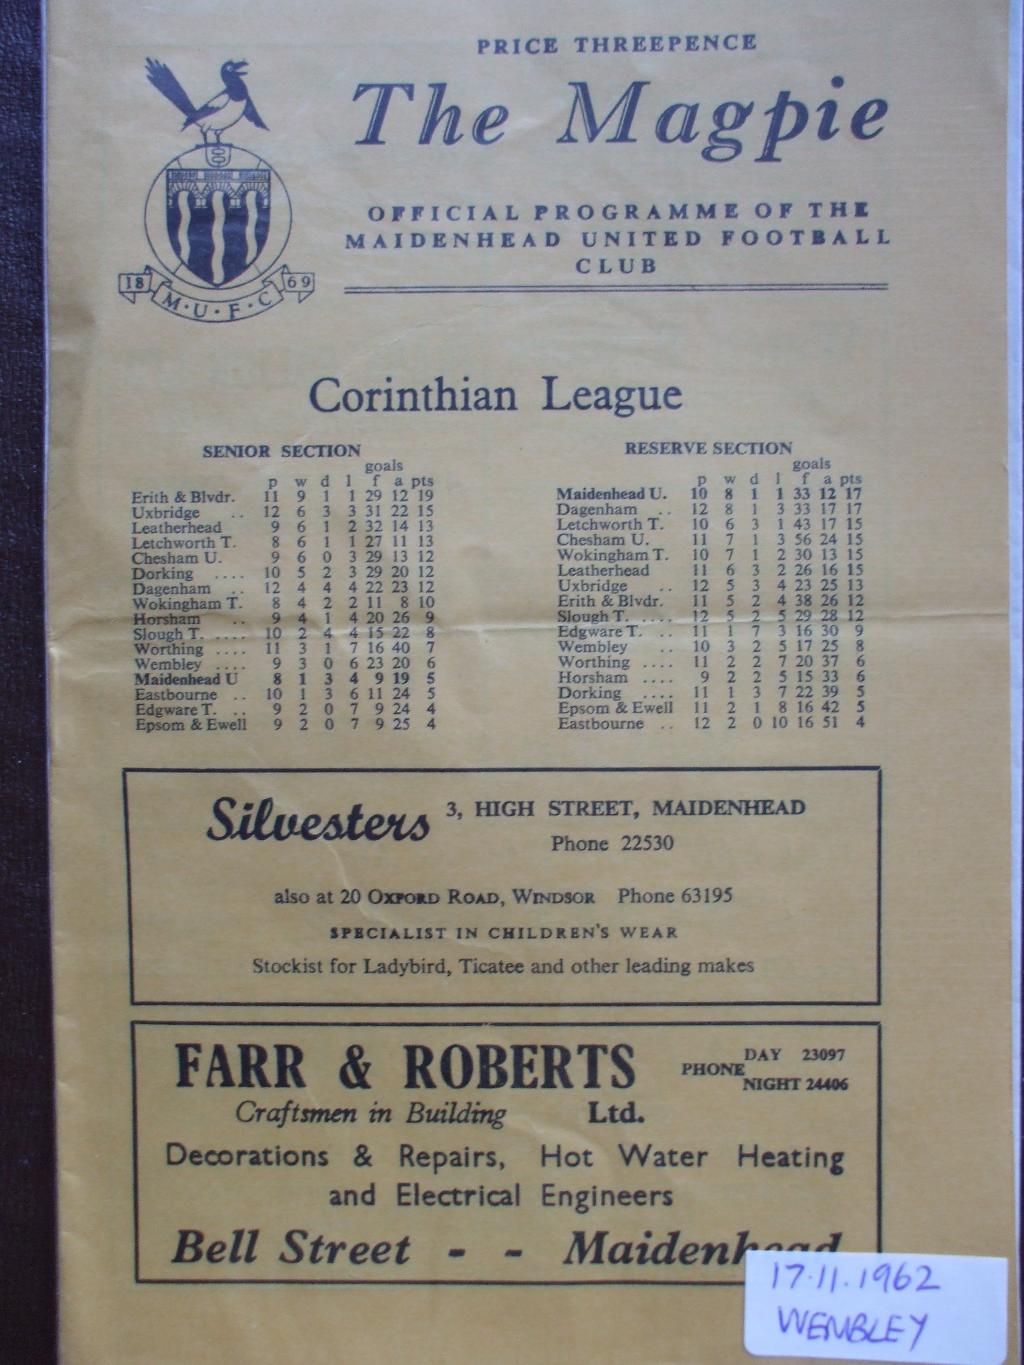 PRICE THREEPENCE
The Magpie
OFFICIAL PROGRAMME OF THE
MAIDENHEAD UNITED FOOTBALL
CLUB
18 69
M·U·F·C
Corinthian League
SENIOR SECTION
goals
p w d l f a pts
Erith & Blvdr. 11 9 1 1 29 12 19
Uxbridge .. 12 6 3 3 31 22 15
Leatherhead 9 6 1 2 32 14 13
Letchworth T. 8 6 1 1 27 11 13
Chesham U. 9 6 0 3 29 13 12
Dorking .... 10 5 2 3 29 20 12
Dagenham .. 12 4 4 4 22 23 12
Wokingham T. 8 4 2 2 11 8 10
Horsham .. 9 4 1 4 20 26 9
Slough T. .... 10 2 4 4 15 22 8
Worthing .... 11 3 1 7 16 40 7
Wembley .... 9 3 0 6 23 20 6
Maidenhead U 8 1 3 4 9 19 5
Eastbourne .. 10 1 3 6 11 24 5
Edgware T. .. 9 2 0 7 9 24 4
Epsom & Ewell 9 2 0 7 9 25 4
RESERVE SECTION
goals
p w d l f a pts
Maidenhead U. 10 8 1 1 33 12 17
Dagenham .. 12 8 1 3 33 17 17
Letchworth T. 10 6 3 1 43 17 15
Chesham U. 11 7 1 3 56 24 15
Wokingham T. 10 7 1 2 30 13 15
Leatherhead 11 6 3 2 26 16 15
Uxbridge .. 12 5 3 4 23 25 13
Erith & Blvdr. 11 5 2 4 38 26 12
Slough T. .... 12 5 2 5 29 28 12
Edgware T. .. 11 1 7 3 16 30 9
Wembley .... 10 3 2 5 17 25 8
Worthing .... 11 2 2 7 20 37 6
Horsham .... 9 2 2 5 15 33 6
Dorking .... 11 1 3 7 22 39 5
Epsom & Ewell 11 2 1 8 16 42 5
Eastbourne .. 12 2 0 10 16 51 4
Silvesters 3, HIGH STREET, MAIDENHEAD
Phone 22530
also at 20 OXFORD ROAD, WINDSOR Phone 63195
SPECIALIST IN CHILDREN'S WEAR
Stockist for Ladybird, Ticatee and other leading makes
FARR & ROBERTS PHONE DAY 23097
NIGHT 24406
Craftsmen in Building Ltd.
Decorations & Repairs, Hot Water Heating
and Electrical Engineers
Bell Street - - Maidenhead
17.11.1962
WEMBLEY